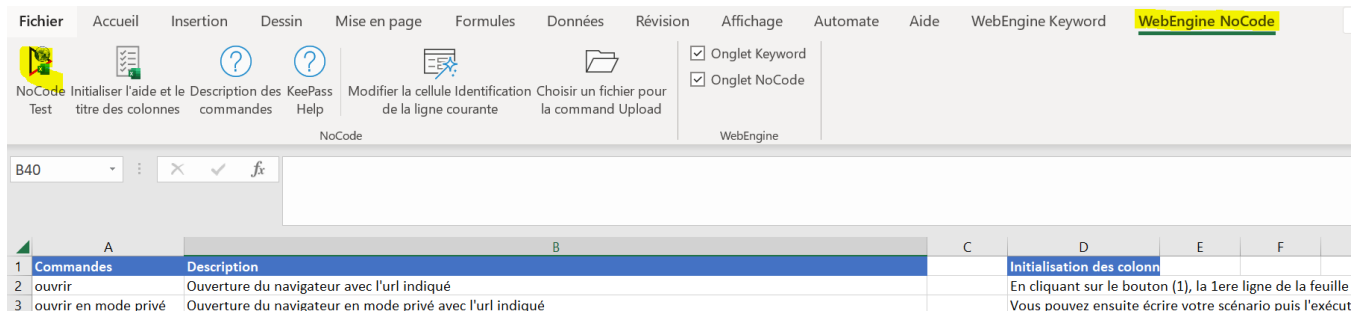 Fichier Accueil Insertion Dessin Mise en page Formules Données Révision Affichage Automate Aide WebEngine Keyword WebEngine NoCode
NoCode Test
Initialiser l'aide et le titre des colonnes
Description des commandes
KeePass Help
Modifier la cellule Identification de la ligne courante
Choisir un fichier pour la command Upload
NoCode
Onglet Keyword
Onglet NoCode
WebEngine
B40 fx
A B C D E F
1 Commandes Description Initialisation des colonn
2 ouvrir Ouverture du navigateur avec l'url indiqué En cliquant sur le bouton (1), la 1ere ligne de la feuille
3 ouvrir en mode privé Ouverture du navigateur en mode privé avec l'url indiqué Vous pouvez ensuite écrire votre scénario puis l'exécut